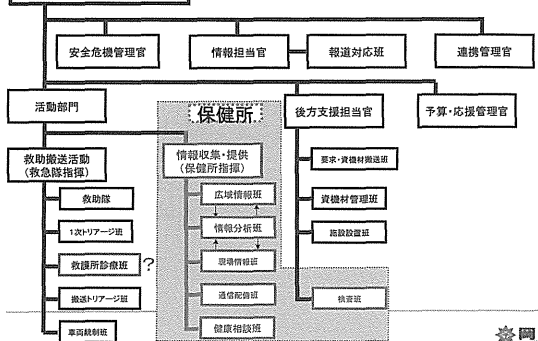 安全危機管理官
情報担当官
報道対応班
連携管理官
活動部門
保健所
後方支援担当官
予算・応援管理官
救助搬送活動
(救急隊指揮)
情報収集・提供
(保健所指揮)
要求・資機材搬送班
救助隊
広域情報班
資機材管理班
1次トリアージ班
情報分析班
施設設置班
救護所診療班
?
現場情報班
搬送トリアージ班
通信配備班
検査班
車両統制班
健康相談班
岡